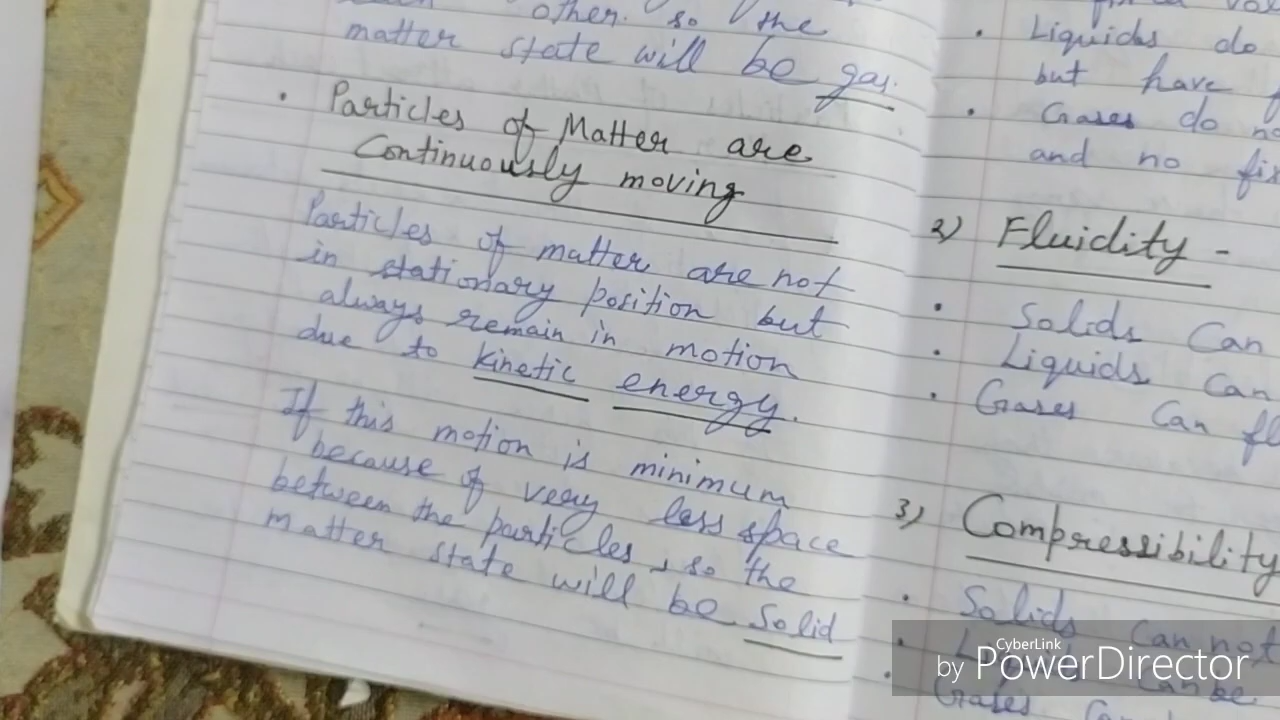 other. so the
matter state will be gas.
• Particles of Matter are
Continuously moving
Particles of matter are not
in stationary position but
always remain in motion
due to kinetic energy.
If this motion is minimum
because of very less space
between the particles, so the
matter state will be Solid
• Liquids do
but have
• Gases do
and no
2) Fluidity -
• Solids Can
• Liquids Can
• Gases Can
3) Compressibility
• Solids Can not
• Can be
• Gases
CyberLink
by PowerDirector